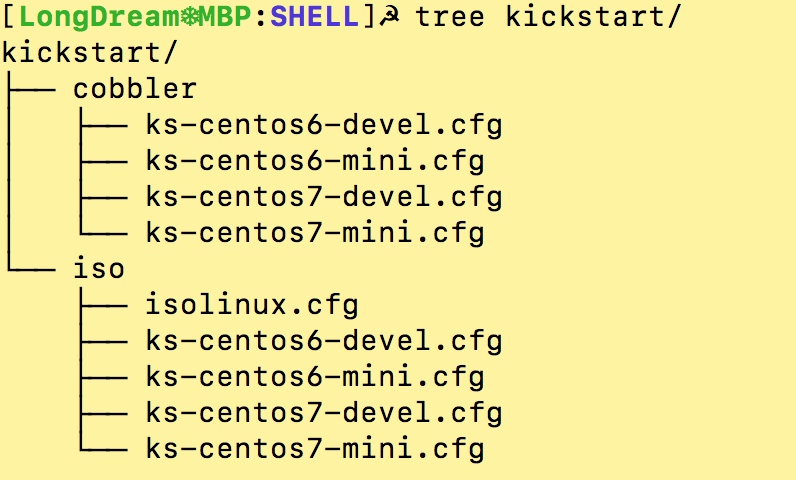 [LongDream❄MBP:SHELL]☭ tree kickstart/
kickstart/
├── cobbler
│   ├── ks-centos6-devel.cfg
│   ├── ks-centos6-mini.cfg
│   ├── ks-centos7-devel.cfg
│   └── ks-centos7-mini.cfg
└── iso
    ├── isolinux.cfg
    ├── ks-centos6-devel.cfg
    ├── ks-centos6-mini.cfg
    ├── ks-centos7-devel.cfg
    └── ks-centos7-mini.cfg